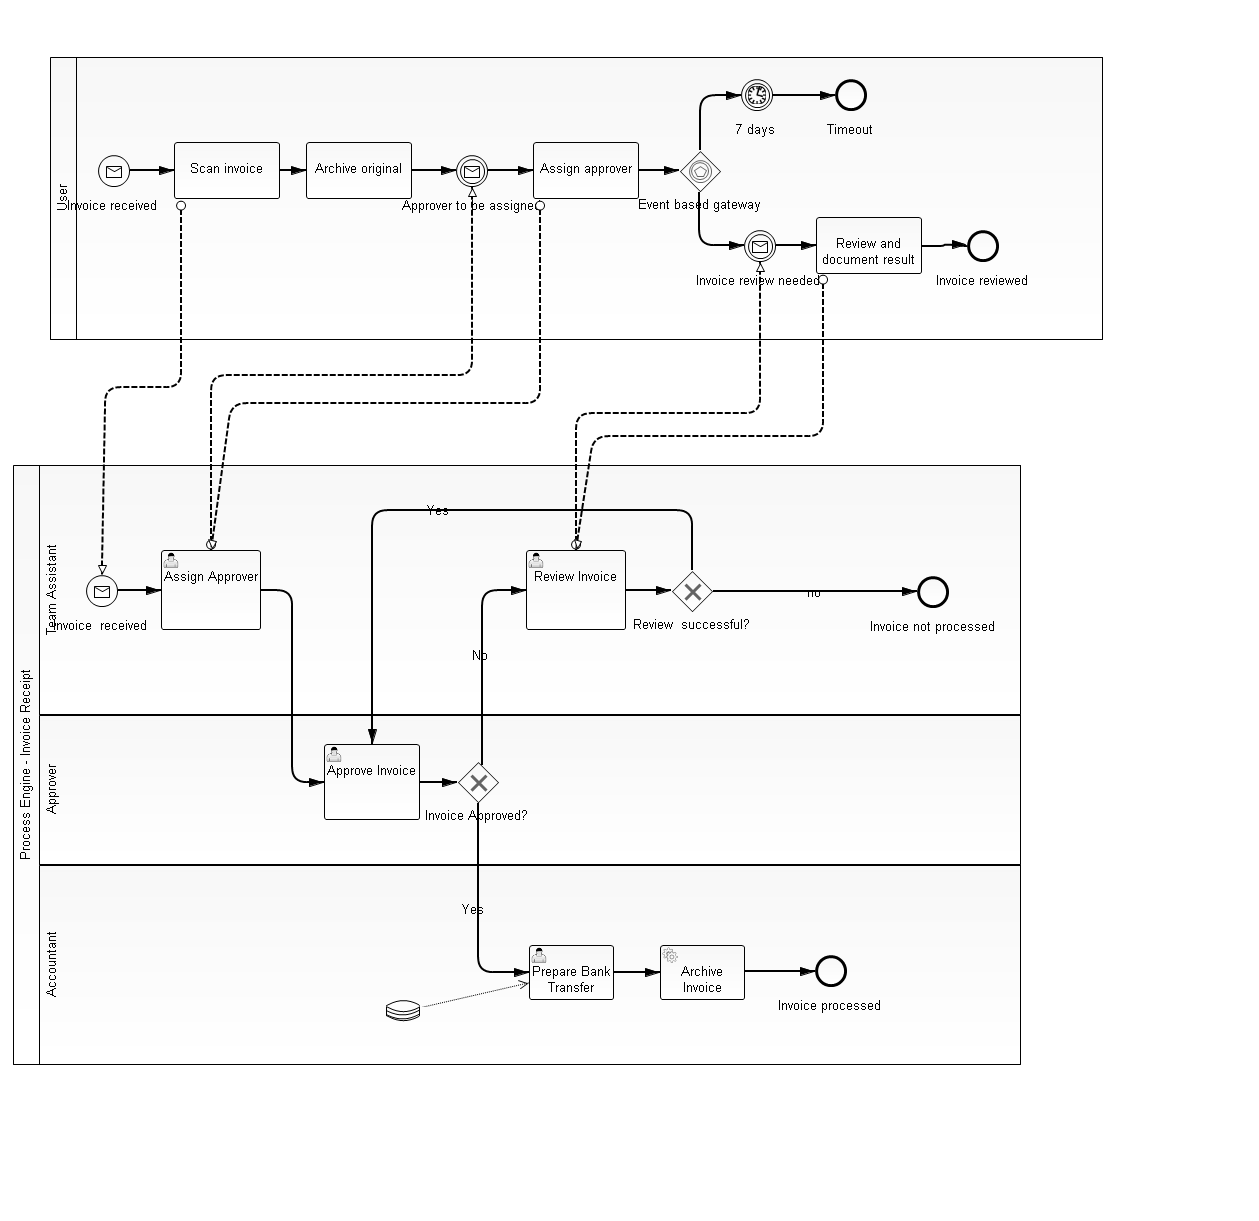 User
7 days
Timeout
Invoice received
Scan invoice
Archive original
Approver to be assigned
Assign approver
Event based gateway
Invoice review needed
Review and
document result
Invoice reviewed
Process Engine - Invoice Receipt
Team Assistant
Yes
Invoice  received
Assign Approver
Review Invoice
Review  successful?
no
Invoice not processed
No
Approver
Approve Invoice
Invoice Approved?
Yes
Accountant
Prepare Bank
Transfer
Archive
Invoice
Invoice processed